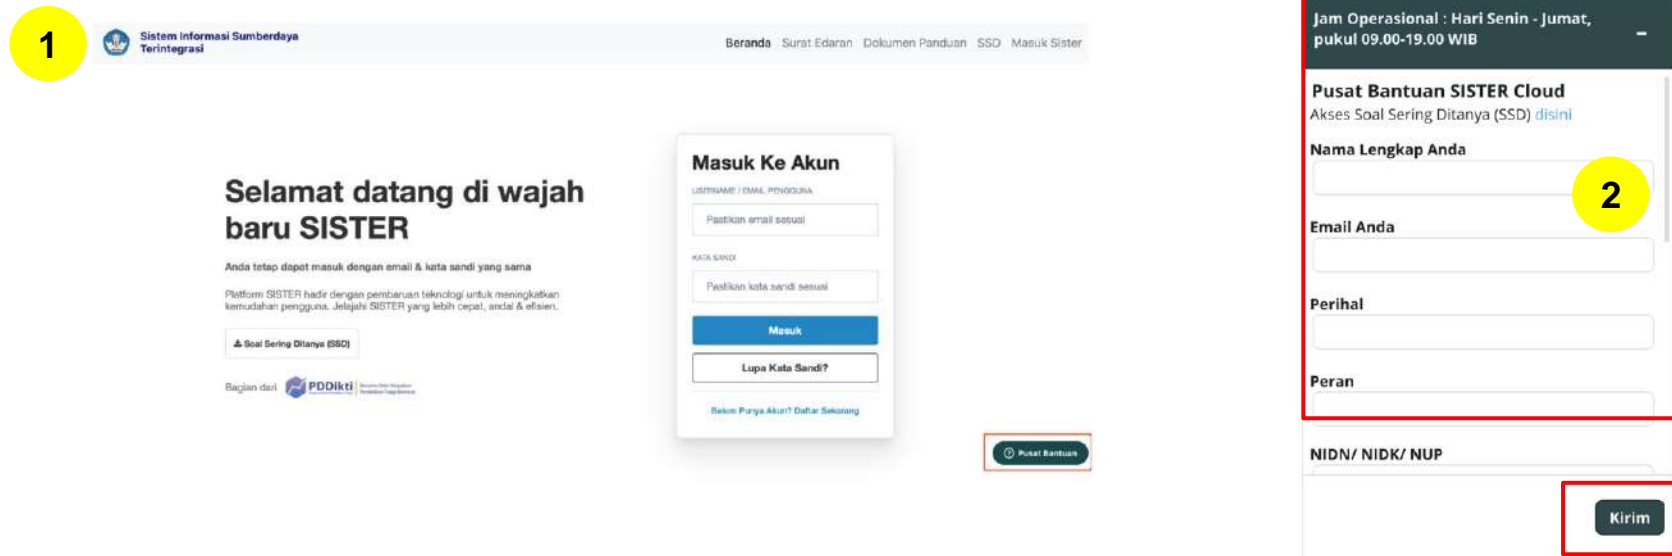 1
Sistem Informasi Sumberdaya
Terintegrasi
Beranda Surat Edaran Dokumen Panduan SSD Masuk Sister
Selamat datang di wajah
baru SISTER
Anda tetap dapat masuk dengan email & kata sandi yang sama
Platform SISTER hadir dengan pembaruan teknologi untuk meningkatkan
kemudahan pengguna. Jelajahi SISTER yang lebih cepat, andal & efisien.
Soal Sering Ditanya (SSD)
Bagian dari PDDikti
Masuk Ke Akun
USERNAME / EMAIL PENGGUNA
Pastikan email sesuai
KATA SANDI
Pastikan kata sandi sesuai
Masuk
Lupa Kata Sandi?
Belum Punya Akun? Daftar Sekarang
Pusat Bantuan
Jam Operasional : Hari Senin - Jumat,
pukul 09.00-19.00 WIB
Pusat Bantuan SISTER Cloud
Akses Soal Sering Ditanya (SSD) disini
Nama Lengkap Anda
2
Email Anda
Perihal
Peran
NIDN/ NIDK/ NUP
Kirim